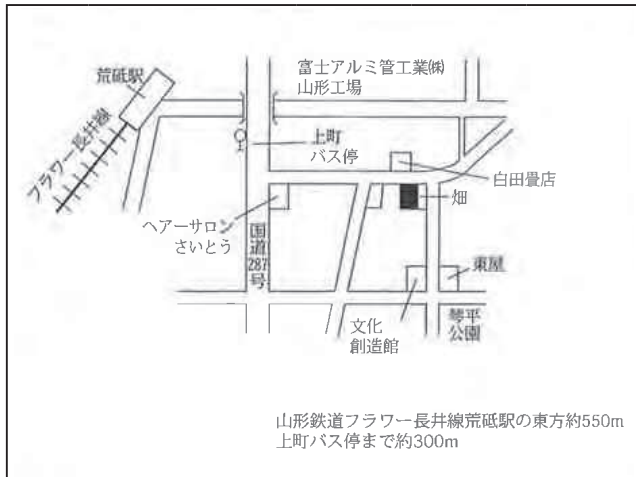 荒砥駅
富士アルミ管工業㈱
山形工場
フラワー長井線
上町
バス停
白田畳店
畑
ヘアーサロン
さいとう
国道287号
東屋
文化
創造館
琴平
公園
山形鉄道フラワー長井線荒砥駅の東方約550m
上町バス停まで約300m